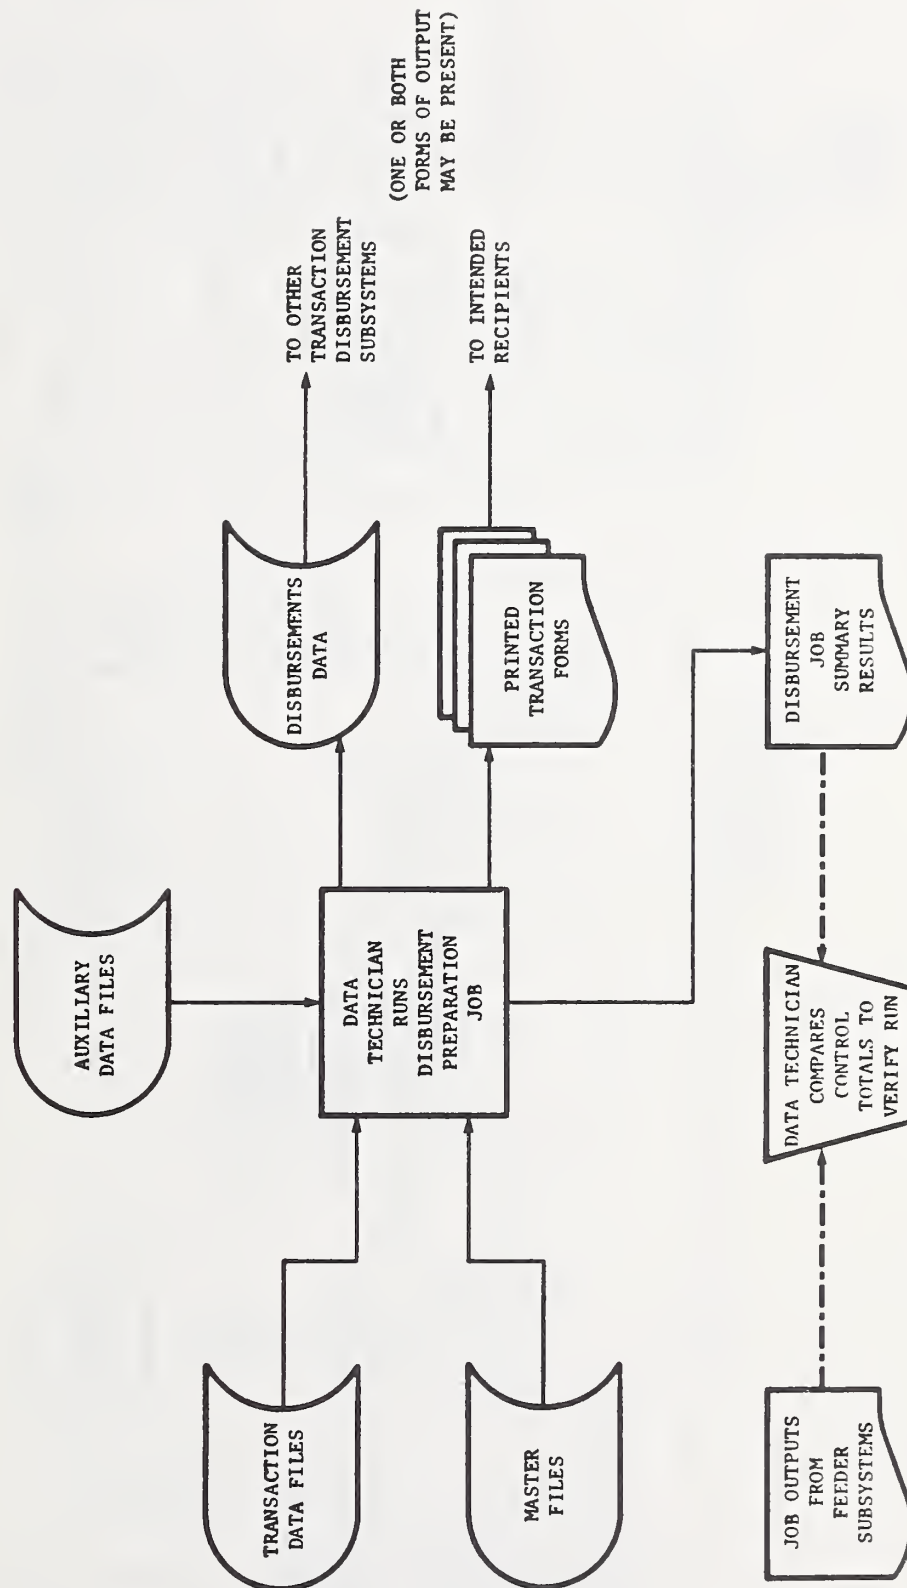 AUXILIARY
DATA FILES
TRANSACTION
DATA FILES
MASTER
FILES
DATA
TECHNICIAN
RUNS
DISBURSEMENT
PREPARATION
JOB
DISBURSEMENTS
DATA
TO OTHER
TRANSACTION
DISBURSEMENT
SUBSYSTEMS
(ONE OR BOTH
FORMS OF OUTPUT
MAY BE PRESENT)
PRINTED
TRANSACTION
FORMS
TO INTENDED
RECIPIENTS
JOB OUTPUTS
FROM
FEEDER
SUBSYSTEMS
DATA TECHNICIAN
COMPARES
CONTROL
TOTALS TO
VERIFY RUN
DISBURSEMENT
JOB
SUMMARY
RESULTS